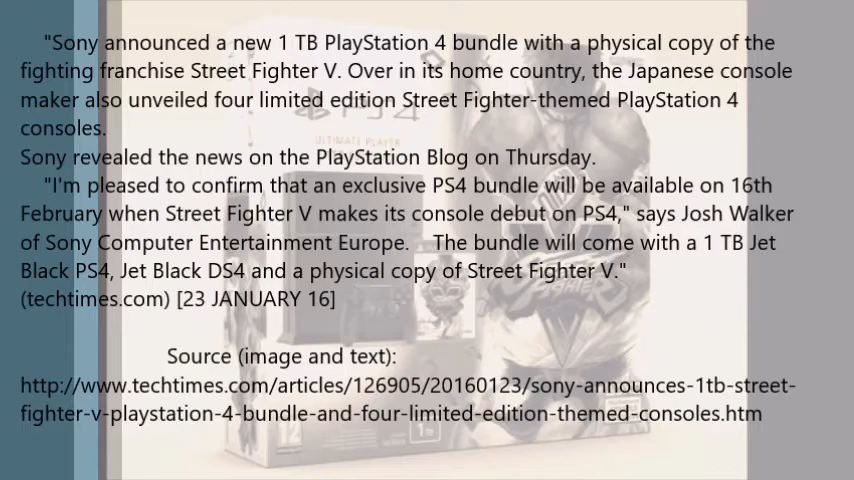 "Sony announced a new 1 TB PlayStation 4 bundle with a physical copy of the
fighting franchise Street Fighter V. Over in its home country, the Japanese console
maker also unveiled four limited edition Street Fighter-themed PlayStation 4
consoles.
Sony revealed the news on the PlayStation Blog on Thursday.
"I'm pleased to confirm that an exclusive PS4 bundle will be available on 16th
February when Street Fighter V makes its console debut on PS4," says Josh Walker
of Sony Computer Entertainment Europe. The bundle will come with a 1 TB Jet
Black PS4, Jet Black DS4 and a physical copy of Street Fighter V."
(techtimes.com) [23 JANUARY 16]
Source (image and text):
http://www.techtimes.com/articles/126905/20160123/sony-announces-1tb-street-
fighter-v-playstation-4-bundle-and-four-limited-edition-themed-consoles.htm
PS4
ULTIMATE PLAYER